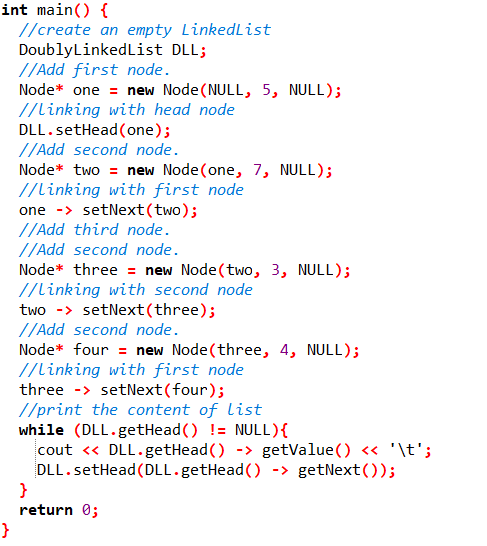 int main() {
//create an empty LinkedList
DoublyLinkedList DLL;
//Add first node.
Node* one = new Node(NULL, 5, NULL);
//linking with head node
DLL.setHead(one);
//Add second node.
Node* two = new Node(one, 7, NULL);
//linking with first node
one -> setNext(two);
//Add third node.
//Add second node.
Node* three = new Node(two, 3, NULL);
//linking with second node
two -> setNext(three);
//Add second node.
Node* four = new Node(three, 4, NULL);
//linking with first node
three -> setNext(four);
//print the content of list
while (DLL.getHead() != NULL){
cout << DLL.getHead() -> getValue() << '\t';
DLL.setHead(DLL.getHead() -> getNext());
}
return 0;
}